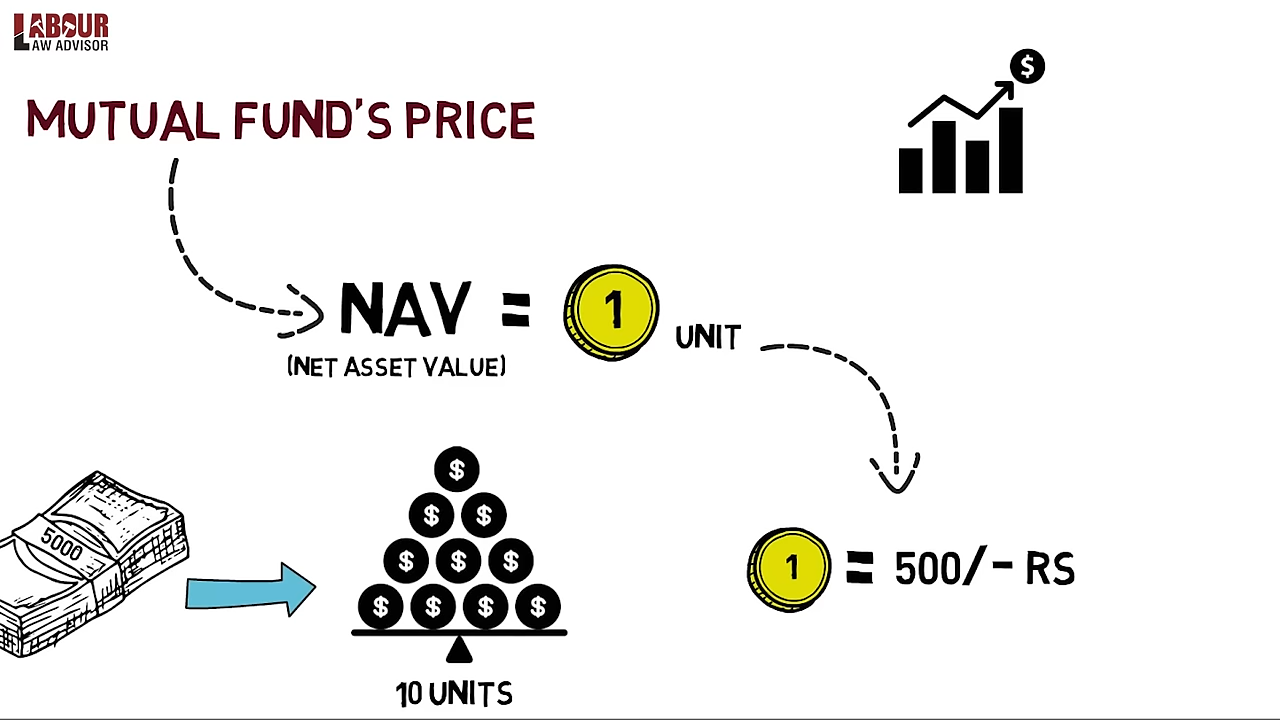 LABOUR
LAW ADVISOR
MUTUAL FUND'S PRICE
$
NAV = 1 UNIT
(NET ASSET VALUE)
5000
$
$ $
$ $ $
$ $ $ $
10 UNITS
1 = 500/- RS